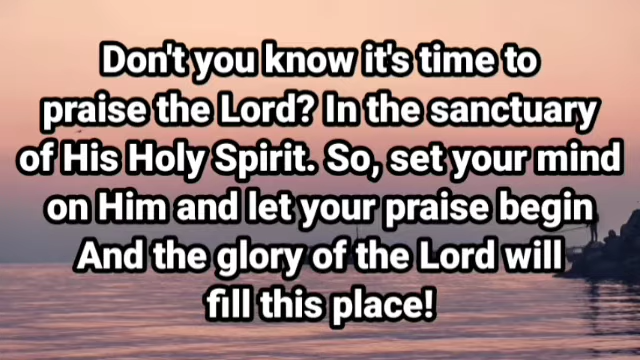 Don't you know it's time to
praise the Lord? In the sanctuary
of His Holy Spirit. So, set your mind
on Him and let your praise begin
And the glory of the Lord will
fill this place!